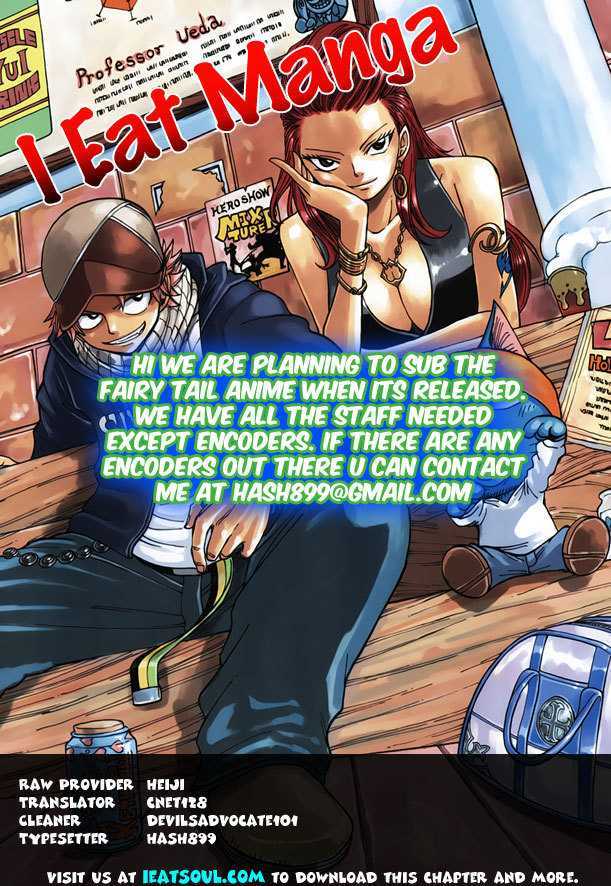 Professor Ueda
I Eat Manga
HERO SHOW
MIX
TURE
HI WE ARE PLANNING TO SUB THE
FAIRY TAIL ANIME WHEN ITS RELEASED.
WE HAVE ALL THE STAFF NEEDED
EXCEPT ENCODERS. IF THERE ARE ANY
ENCODERS OUT THERE U CAN CONTACT
ME AT HASH899@GMAIL.COM
RAW PROVIDER HEIJI
TRANSLATOR CNET128
CLEANER DEVILSADVOCATE101
TYPESETTER HASH899
VISIT US AT IEATSOUL.COM TO DOWNLOAD THIS CHAPTER AND MORE.